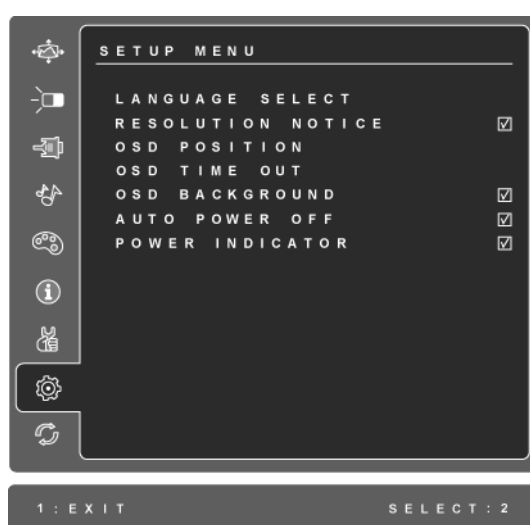 SETUP MENU
LANGUAGE SELECT
RESOLUTION NOTICE ☑
OSD POSITION
OSD TIME OUT
OSD BACKGROUND ☑
AUTO POWER OFF ☑
POWER INDICATOR ☑
1:EXIT SELECT:2